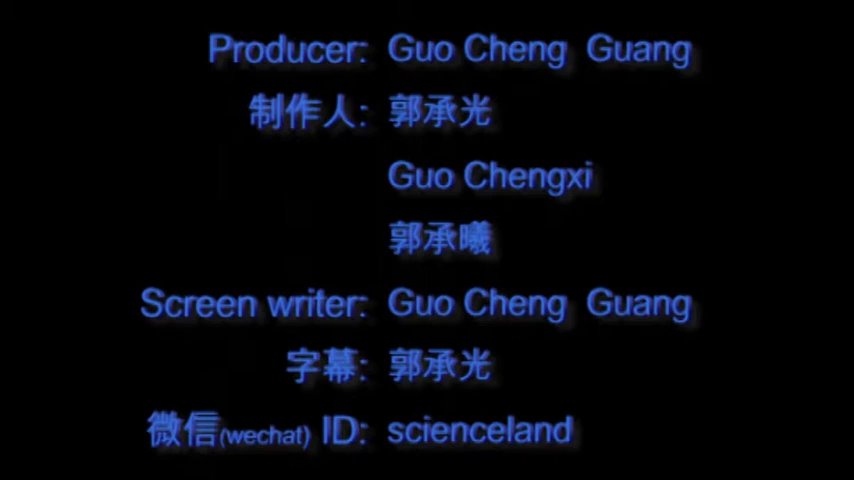 Producer: Guo Cheng Guang
制作人: 郭承光
Guo Chengxi
郭承曦
Screen writer: Guo Cheng Guang
字幕: 郭承光
微信(wechat) ID: scienceland